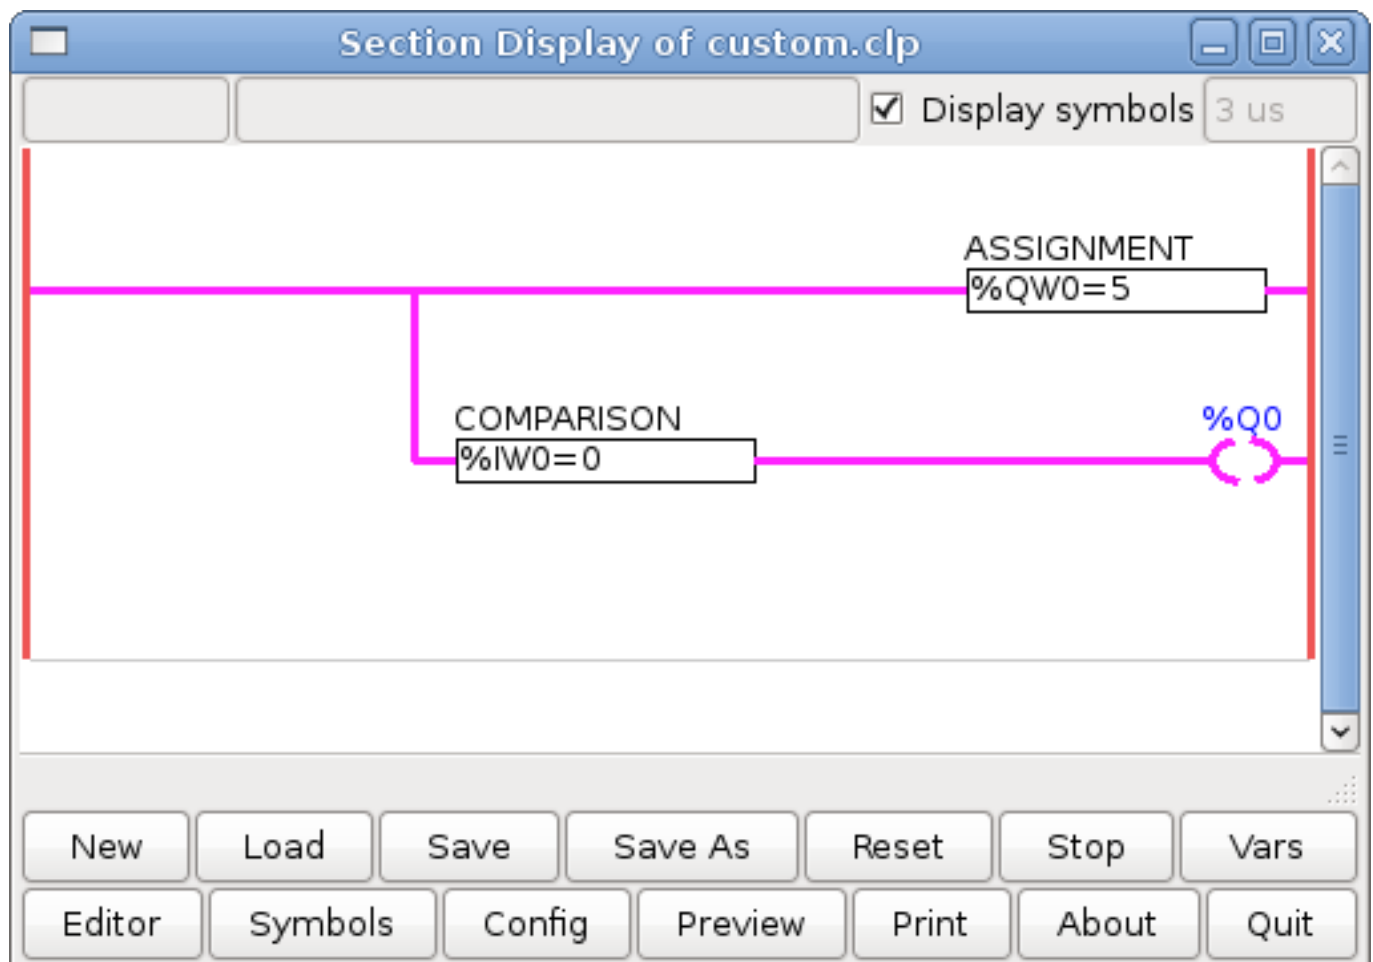 Section Display of custom.clp
Display symbols 3 us
ASSIGNMENT
%QW0=5
COMPARISON %Q0
%IW0=0
New Load Save Save As Reset Stop Vars
Editor Symbols Config Preview Print About Quit